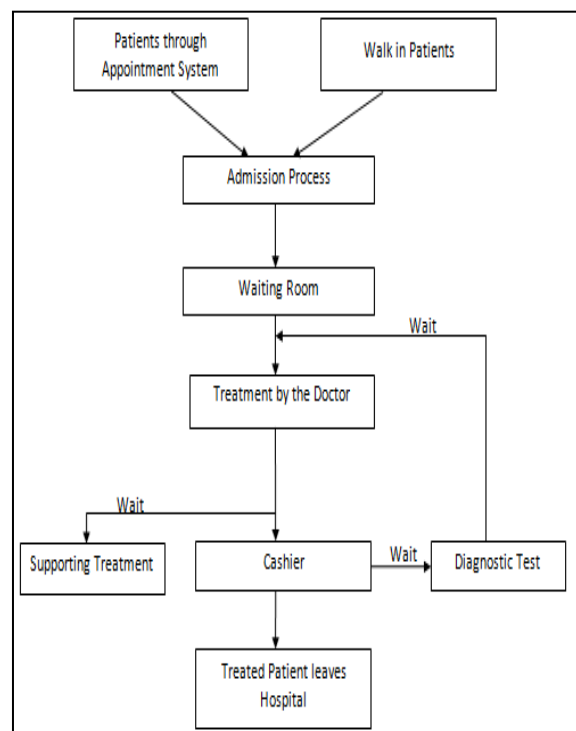 Patients through
Appointment System
Walk in Patients
Admission Process
Waiting Room
Wait
Treatment by the Doctor
Wait
Supporting Treatment
Cashier
Wait
Diagnostic Test
Treated Patient leaves
Hospital